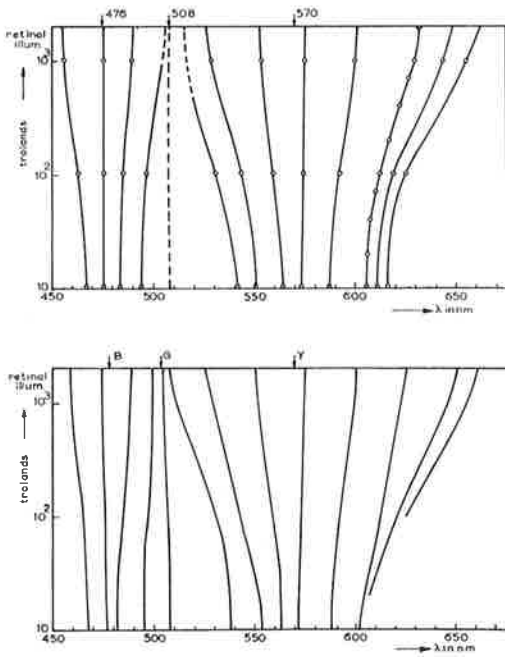 476 508 570
retinal
illum.
10³
trolands
10²
10
450 500 550 600 650
λ in nm
B G Y
retinal
illum.
10³
trolands
10²
10
450 500 550 600 650
λ in nm